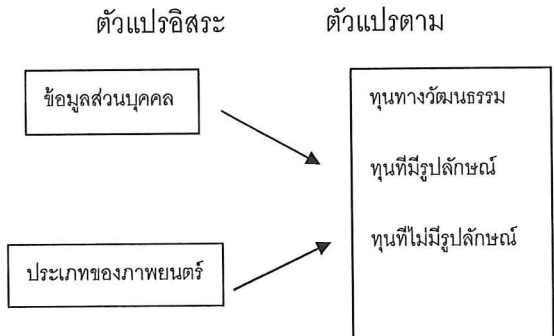 ตัวแปรอิสระ ตัวแปรตาม
ข้อมูลส่วนบุคคล
ประเภทของภาพยนตร์
ทุนทางวัฒนธรรม
ทุนที่มีรูปลักษณ์
ทุนที่ไม่มีรูปลักษณ์